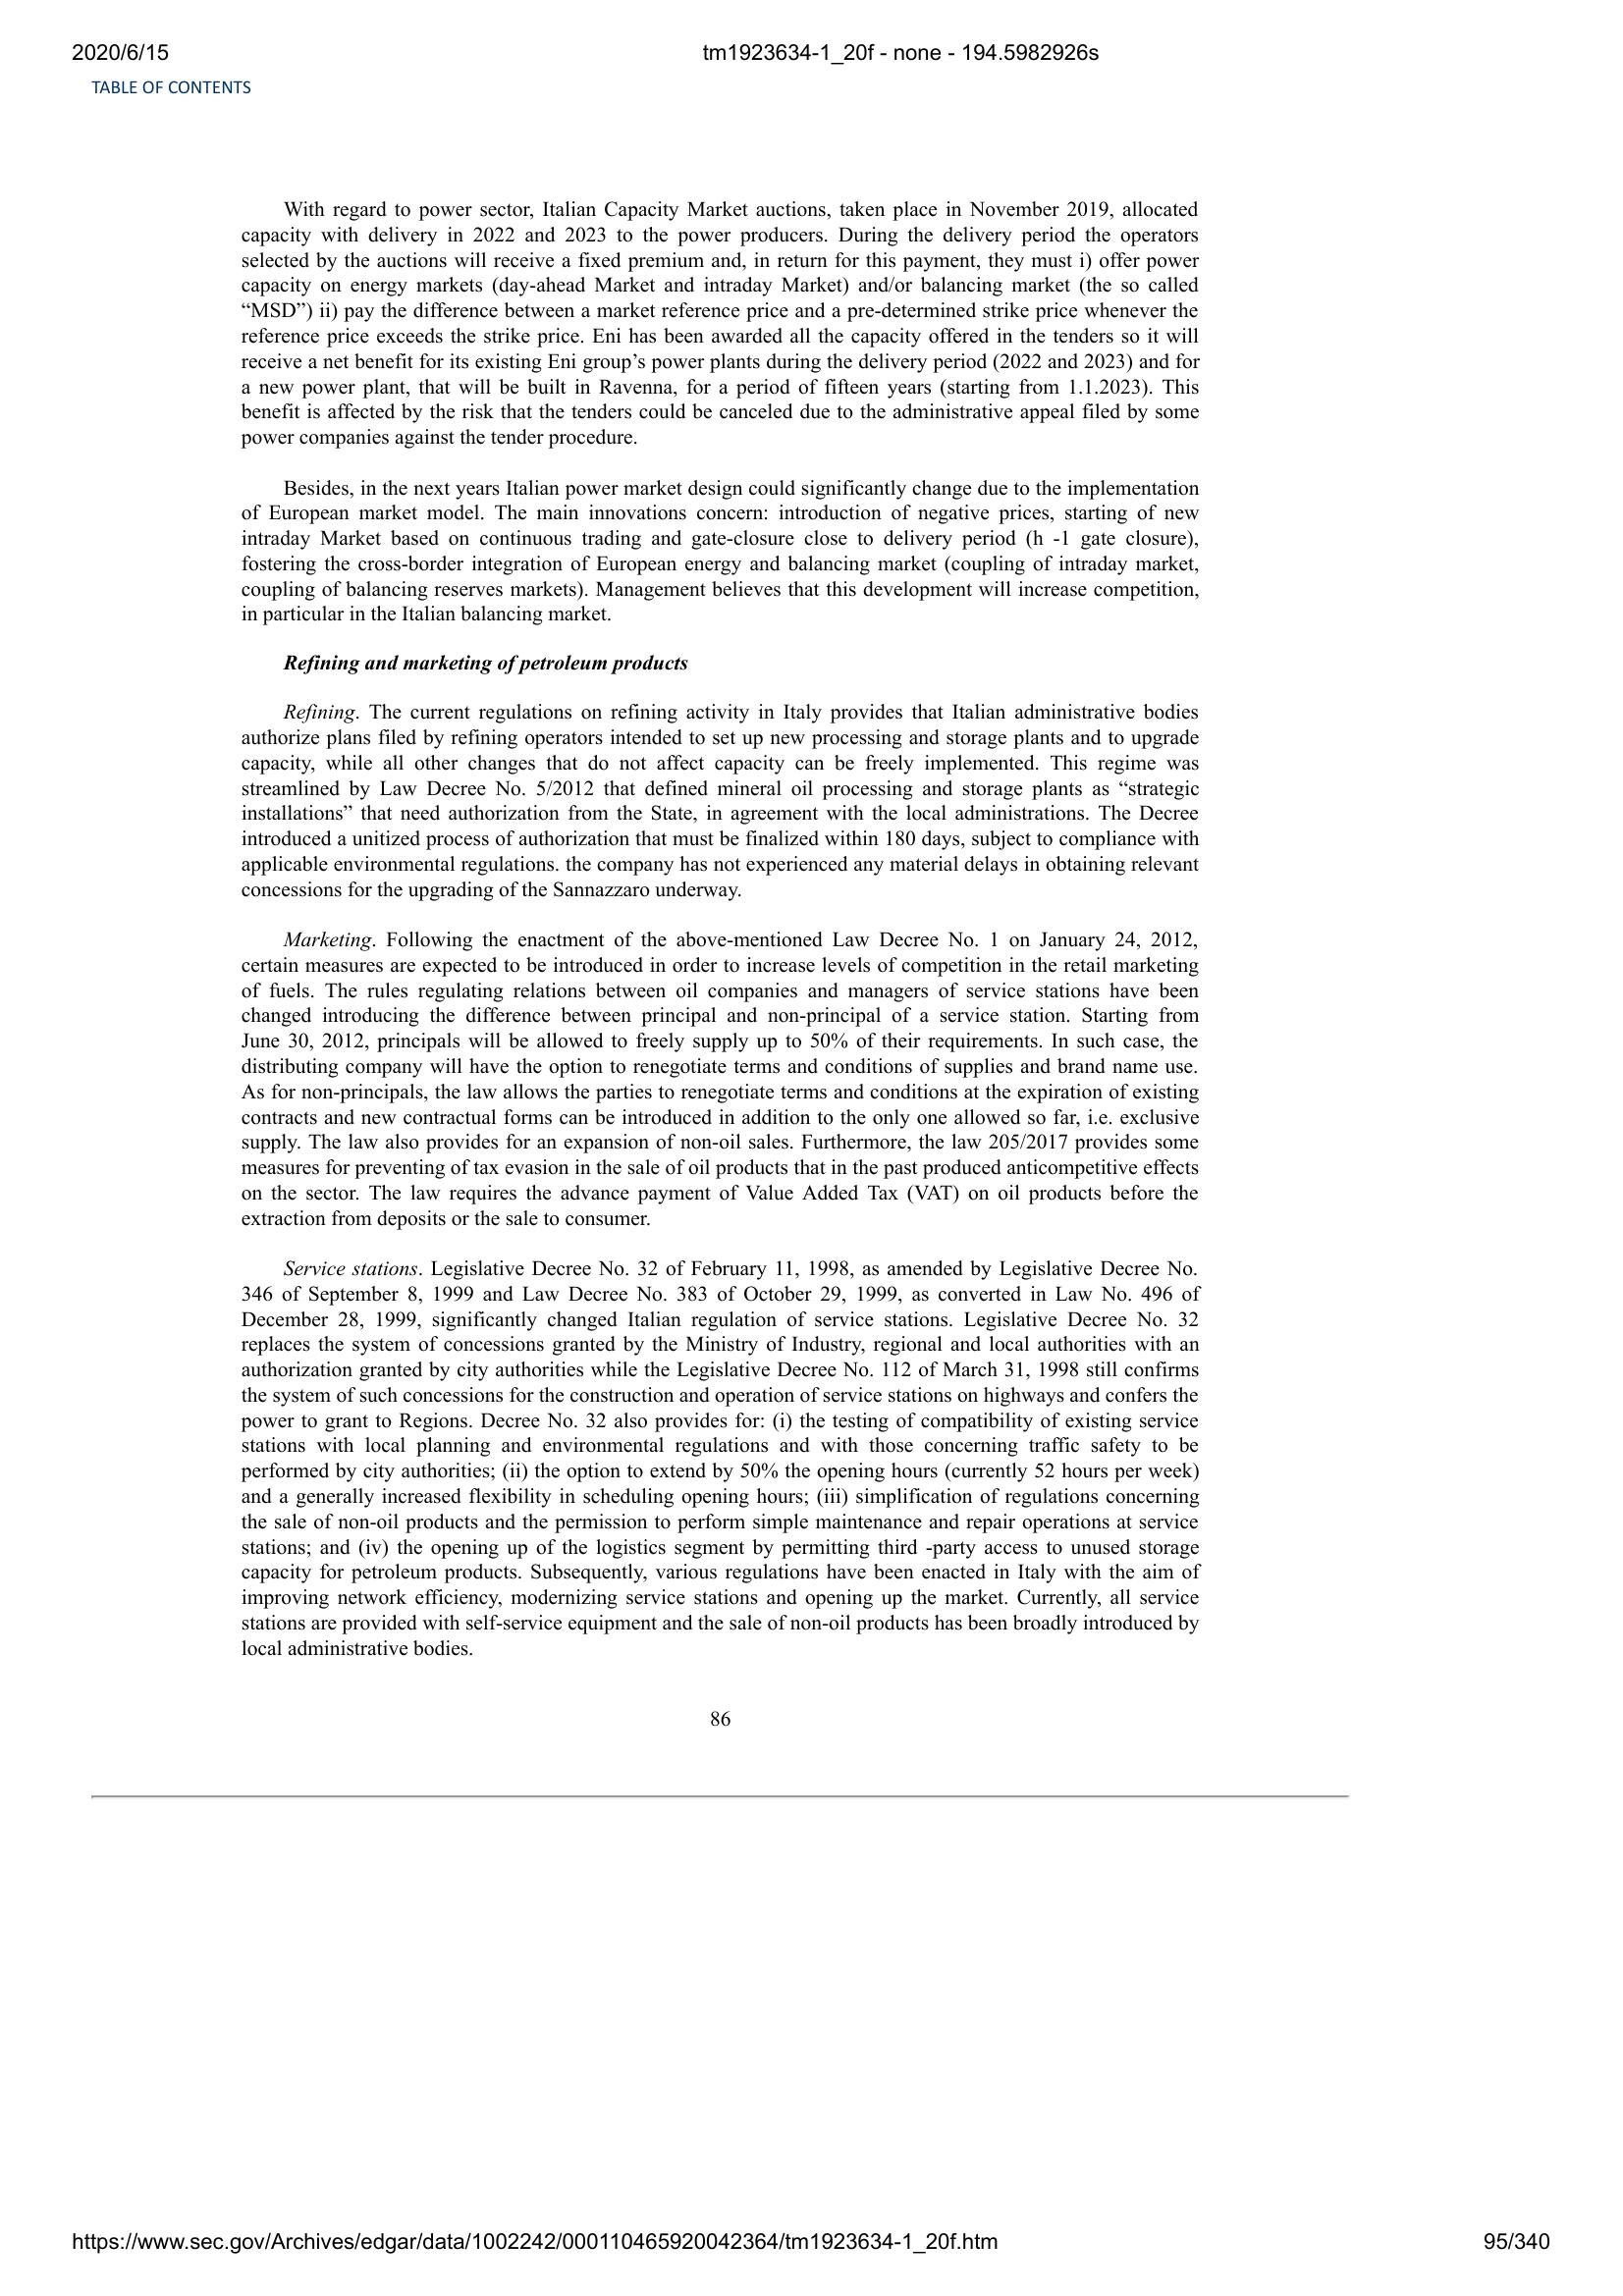 2020/6/15
tm1923634-1_20f - none - 194.5982926s
TABLE OF CONTENTS
With regard to power sector, Italian Capacity Market auctions, taken place in November 2019, allocated
capacity with delivery in 2022 and 2023 to the power producers. During the delivery period the operators
selected by the auctions will receive a fixed premium and, in return for this payment, they must i) offer power
capacity on energy markets (day-ahead Market and intraday Market) and/or balancing market (the so called
“MSD”) ii) pay the difference between a market reference price and a pre-determined strike price whenever the
reference price exceeds the strike price. Eni has been awarded all the capacity offered in the tenders so it will
receive a net benefit for its existing Eni group’s power plants during the delivery period (2022 and 2023) and for
a new power plant, that will be built in Ravenna, for a period of fifteen years (starting from 1.1.2023). This
benefit is affected by the risk that the tenders could be canceled due to the administrative appeal filed by some
power companies against the tender procedure.
Besides, in the next years Italian power market design could significantly change due to the implementation
of European market model. The main innovations concern: introduction of negative prices, starting of new
intraday Market based on continuous trading and gate-closure close to delivery period (h -1 gate closure),
fostering the cross-border integration of European energy and balancing market (coupling of intraday market,
coupling of balancing reserves markets). Management believes that this development will increase competition,
in particular in the Italian balancing market.
Refining and marketing of petroleum products
Refining. The current regulations on refining activity in Italy provides that Italian administrative bodies
authorize plans filed by refining operators intended to set up new processing and storage plants and to upgrade
capacity, while all other changes that do not affect capacity can be freely implemented. This regime was
streamlined by Law Decree No. 5/2012 that defined mineral oil processing and storage plants as “strategic
installations” that need authorization from the State, in agreement with the local administrations. The Decree
introduced a unitized process of authorization that must be finalized within 180 days, subject to compliance with
applicable environmental regulations. the company has not experienced any material delays in obtaining relevant
concessions for the upgrading of the Sannazzaro underway.
Marketing. Following the enactment of the above-mentioned Law Decree No. 1 on January 24, 2012,
certain measures are expected to be introduced in order to increase levels of competition in the retail marketing
of fuels. The rules regulating relations between oil companies and managers of service stations have been
changed introducing the difference between principal and non-principal of a service station. Starting from
June 30, 2012, principals will be allowed to freely supply up to 50% of their requirements. In such case, the
distributing company will have the option to renegotiate terms and conditions of supplies and brand name use.
As for non-principals, the law allows the parties to renegotiate terms and conditions at the expiration of existing
contracts and new contractual forms can be introduced in addition to the only one allowed so far, i.e. exclusive
supply. The law also provides for an expansion of non-oil sales. Furthermore, the law 205/2017 provides some
measures for preventing of tax evasion in the sale of oil products that in the past produced anticompetitive effects
on the sector. The law requires the advance payment of Value Added Tax (VAT) on oil products before the
extraction from deposits or the sale to consumer.
Service stations. Legislative Decree No. 32 of February 11, 1998, as amended by Legislative Decree No.
346 of September 8, 1999 and Law Decree No. 383 of October 29, 1999, as converted in Law No. 496 of
December 28, 1999, significantly changed Italian regulation of service stations. Legislative Decree No. 32
replaces the system of concessions granted by the Ministry of Industry, regional and local authorities with an
authorization granted by city authorities while the Legislative Decree No. 112 of March 31, 1998 still confirms
the system of such concessions for the construction and operation of service stations on highways and confers the
power to grant to Regions. Decree No. 32 also provides for: (i) the testing of compatibility of existing service
stations with local planning and environmental regulations and with those concerning traffic safety to be
performed by city authorities; (ii) the option to extend by 50% the opening hours (currently 52 hours per week)
and a generally increased flexibility in scheduling opening hours; (iii) simplification of regulations concerning
the sale of non-oil products and the permission to perform simple maintenance and repair operations at service
stations; and (iv) the opening up of the logistics segment by permitting third -party access to unused storage
capacity for petroleum products. Subsequently, various regulations have been enacted in Italy with the aim of
improving network efficiency, modernizing service stations and opening up the market. Currently, all service
stations are provided with self-service equipment and the sale of non-oil products has been broadly introduced by
local administrative bodies.
86
https://www.sec.gov/Archives/edgar/data/1002242/000110465920042364/tm1923634-1_20f.htm
95/340